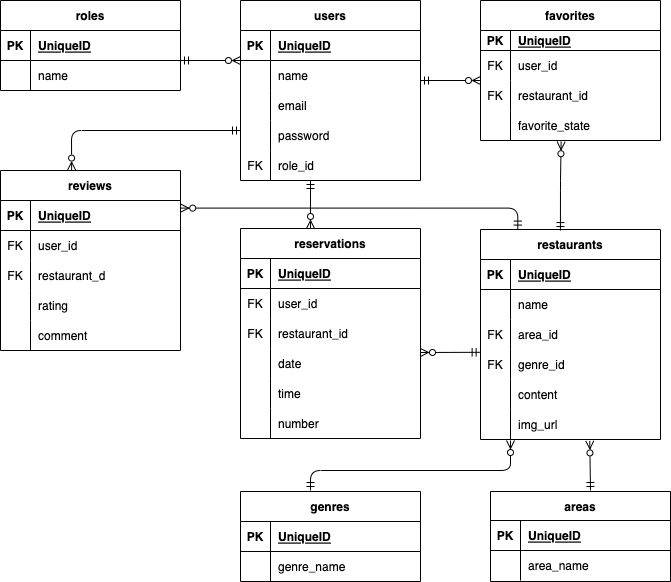 roles
PK UniqueID
name
users
PK UniqueID
name
email
password
FK role_id
favorites
PK UniqueID
FK user_id
FK restaurant_id
favorite_state
reviews
PK UniqueID
FK user_id
FK restaurant_d
rating
comment
reservations
PK UniqueID
FK user_id
FK restaurant_id
date
time
number
restaurants
PK UniqueID
name
FK area_id
FK genre_id
content
img_url
genres
PK UniqueID
genre_name
areas
PK UniqueID
area_name